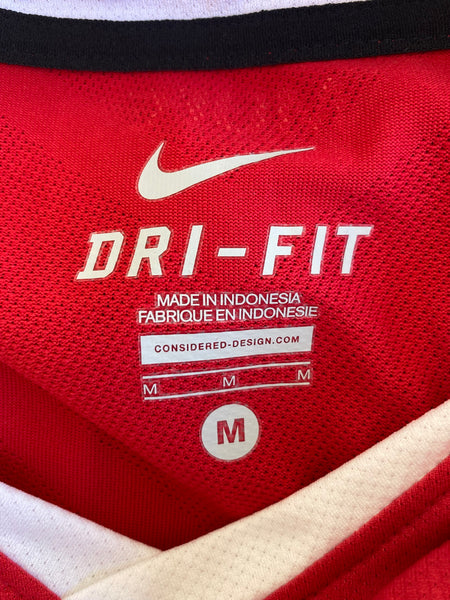 DRI-FIT
MADE IN INDONESIA
FABRIQUE EN INDONESIE
CONSIDERED-DESIGN.COM
M M M
M